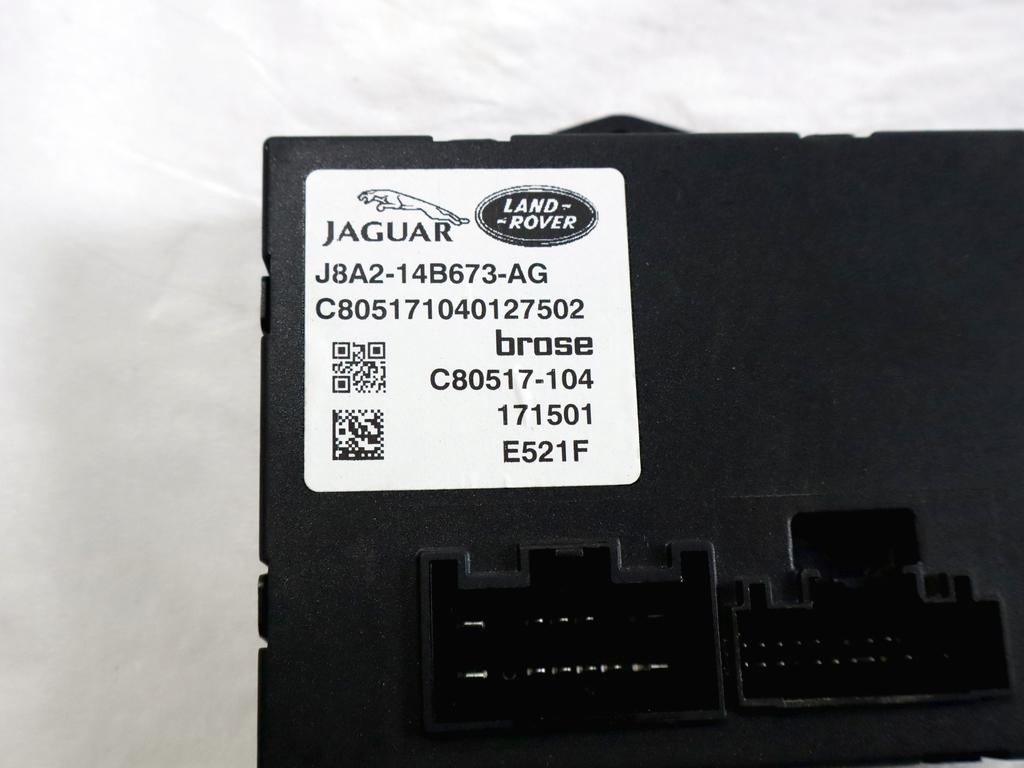 JAGUAR
LAND-
-ROVER
J8A2-14B673-AG
C805171040127502
brose
C80517-104
171501
E521F